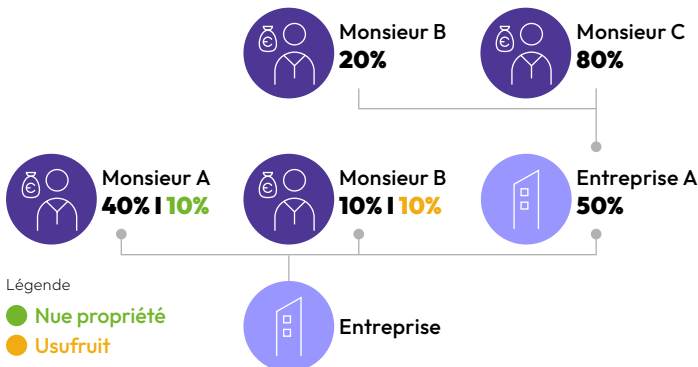 Monsieur B
20%
Monsieur C
80%
Monsieur A
40% I 10%
Monsieur B
10% I 10%
Entreprise A
50%
Légende
Nue propriété
Usufruit
Entreprise